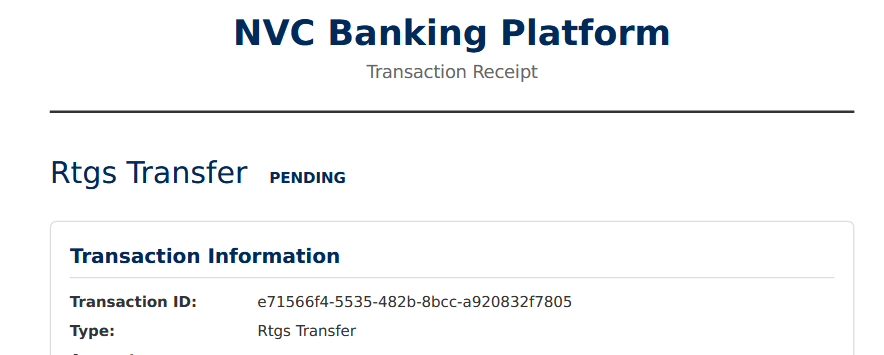 NVC Banking Platform
Transaction Receipt
Rtgs Transfer PENDING
Transaction Information
Transaction ID: e71566f4-5535-482b-8bcc-a920832f7805
Type: Rtgs Transfer